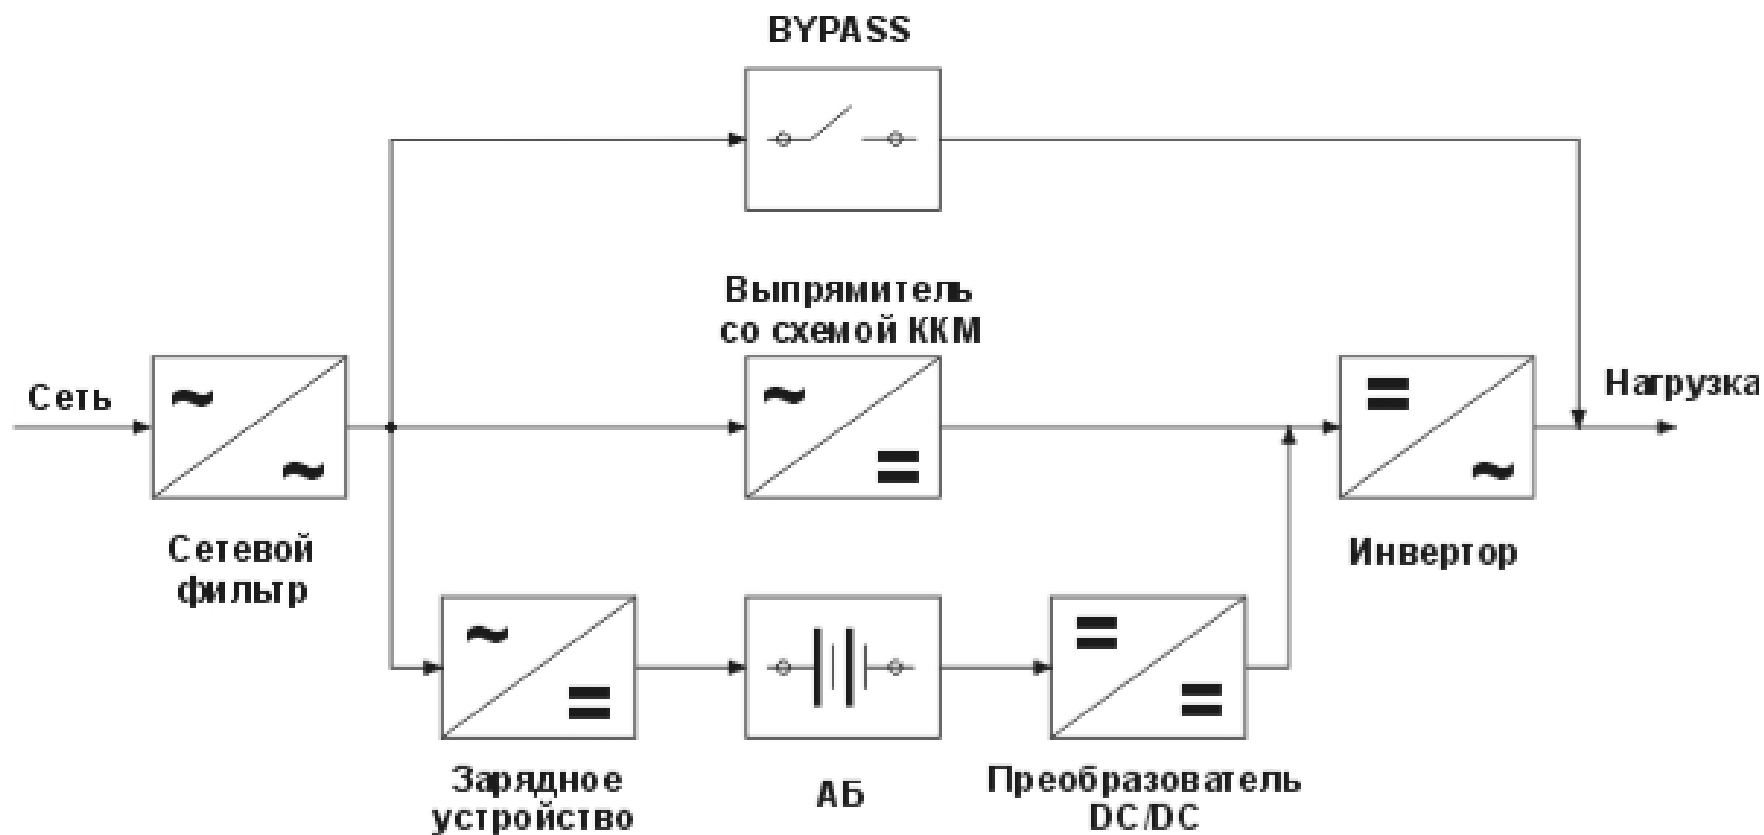 BYPASS
Выпрямитель
со схемой ККМ
Сеть
Нагрузка
Сетевой
фильтр
Инвертор
Зарядное
устройство
АБ
Преобразователь
DC/DC